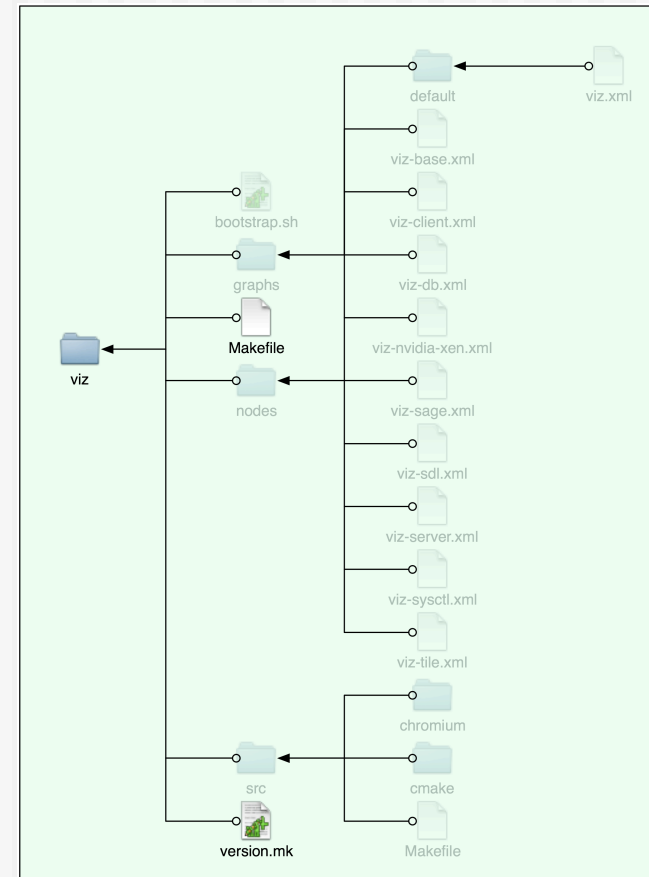 default
viz.xml
viz-base.xml
bootstrap.sh
viz-client.xml
graphs
viz-db.xml
Makefile
viz-nvidia-xen.xml
viz
nodes
viz-sage.xml
viz-sdl.xml
viz-server.xml
viz-sysctl.xml
viz-tile.xml
chromium
src
cmake
version.mk
Makefile